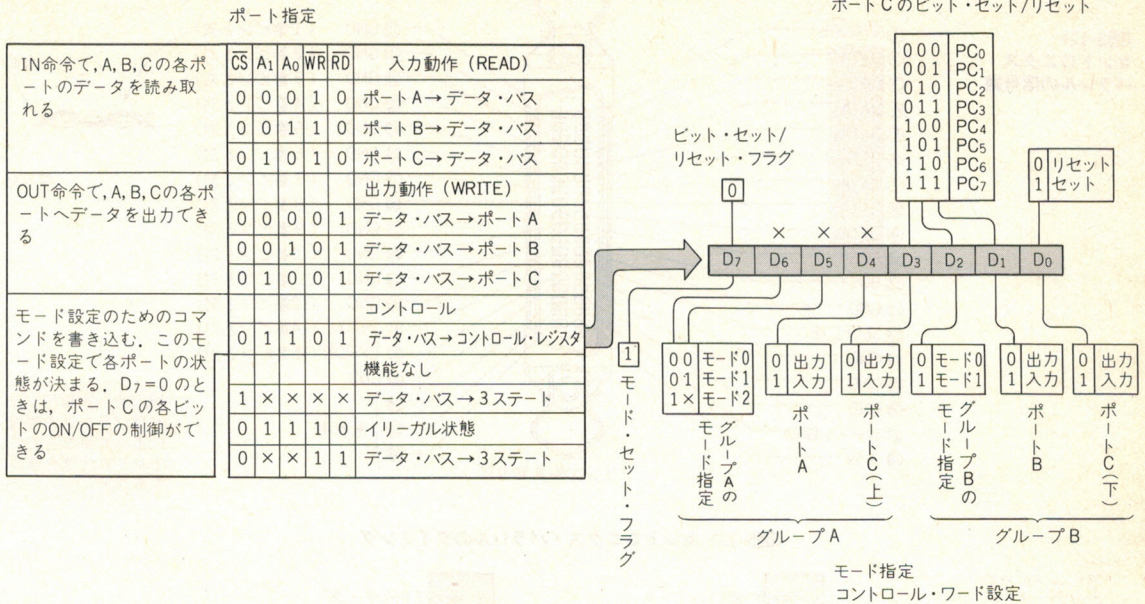 ポート指定
IN命令で, A, B, Cの各ポ
ートのデータを読み取
れる
OUT命令で, A, B, Cの各ポ
ートへデータを出力でき
る
モード設定のためのコマ
ンドを書き込む. このモ
ード設定で各ポートの状
態が決まる. D7=0のと
きは, ポートCの各ビッ
トのON/OFFの制御がで
きる
CS A1 A0 WR RD 入力動作 (READ)
0 0 0 1 0 ポートA→データ・バス
0 0 1 1 0 ポートB→データ・バス
0 1 0 1 0 ポートC→データ・バス
出力動作 (WRITE)
0 0 0 0 1 データ・バス→ポートA
0 0 1 0 1 データ・バス→ポートB
0 1 0 0 1 データ・バス→ポートC
コントロール
0 1 1 0 1 データ・バス→コントロール・レジスタ
機能なし
1 × × × × データ・バス→3ステート
0 1 1 1 0 イリーガル状態
0 × × 1 1 データ・バス→3ステート
ポートCのビット・セット/リセット
000 PC0
001 PC1
010 PC2
011 PC3
100 PC4
101 PC5
110 PC6
111 PC7
0 リセット
1 セット
ビット・セット/
リセット・フラグ
0
× × ×
D7 D6 D5 D4 D3 D2 D1 D0
1
モード・セット・フラグ
00 モード0
01 モード1
1× モード2
グループAの
モード指定
0 出力
1 入力
ポートA
0 出力
1 入力
ポートC(上)
0 モード0
1 モード1
グループBの
モード指定
0 出力
1 入力
ポートB
0 出力
1 入力
ポートC(下)
グループA
グループB
モード指定
コントロール・ワード設定